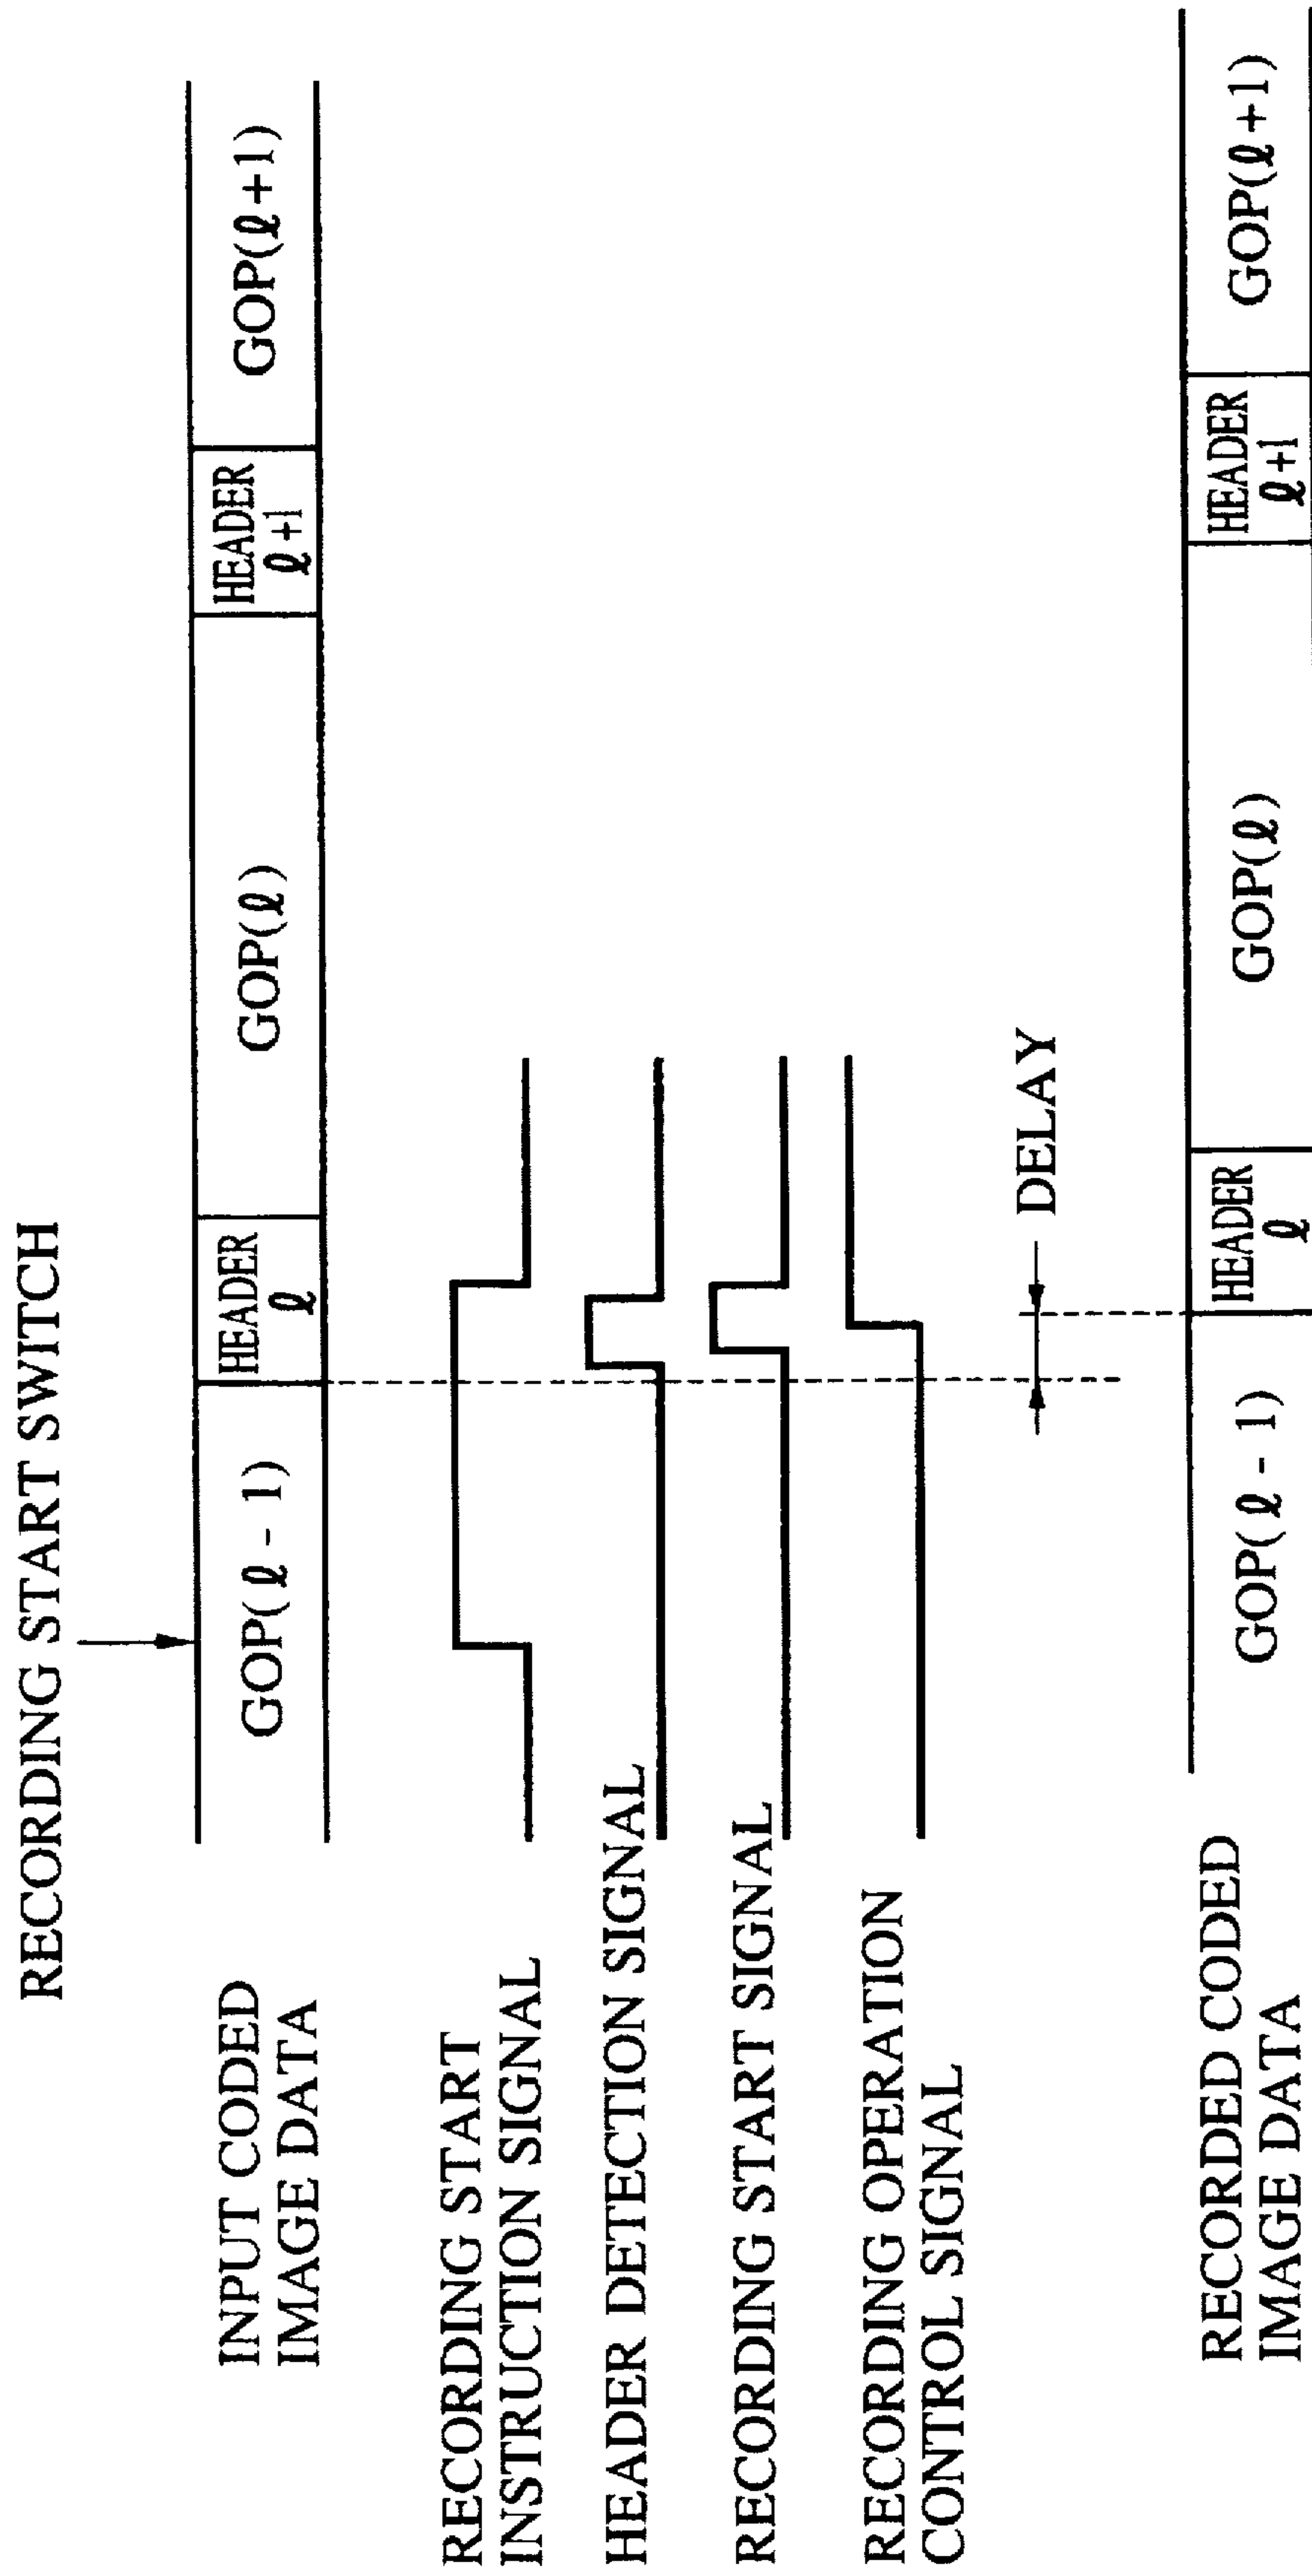 RECORDING START SWITCH
INPUT CODED
IMAGE DATA
GOP(ℓ - 1)
HEADER
ℓ
GOP(ℓ)
HEADER
ℓ+1
GOP(ℓ+1)
RECORDING START
INSTRUCTION SIGNAL
HEADER DETECTION SIGNAL
RECORDING START SIGNAL
RECORDING OPERATION
CONTROL SIGNAL
DELAY
RECORDED CODED
IMAGE DATA
GOP(ℓ - 1)
HEADER
ℓ
GOP(ℓ)
HEADER
ℓ+1
GOP(ℓ+1)